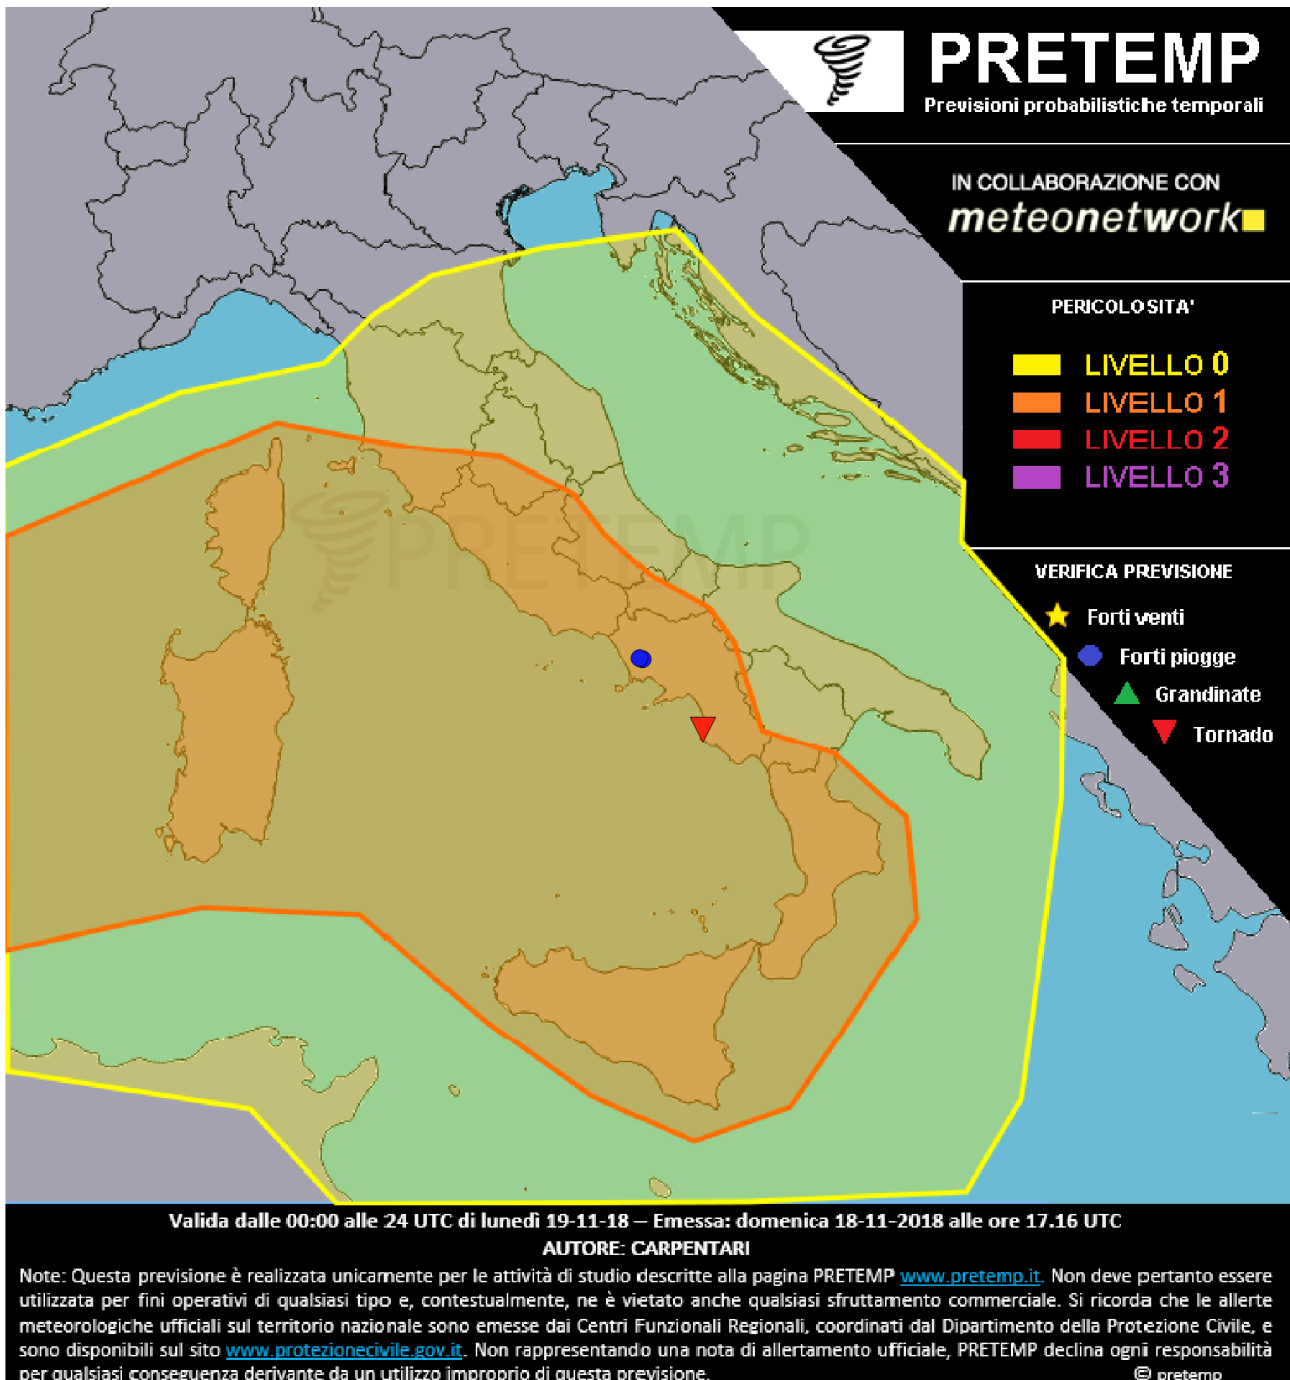 PRETEMP
Previsioni probabilistiche temporali
IN COLLABORAZIONE CON
meteonetwork
PERICOLOSITA'
LIVELLO 0
LIVELLO 1
LIVELLO 2
LIVELLO 3
PRETEMP
VERIFICA PREVISIONE
Forti venti
Forti piogge
Grandinate
Tornado
Valida dalle 00:00 alle 24 UTC di lunedì 19-11-18 – Emessa: domenica 18-11-2018 alle ore 17.16 UTC
AUTORE: CARPENTARI
Note: Questa previsione è realizzata unicamente per le attività di studio descritte alla pagina PRETEMP www.pretemp.it. Non deve pertanto essere
utilizzata per fini operativi di qualsiasi tipo e, contestualmente, ne è vietato anche qualsiasi sfruttamento commerciale. Si ricorda che le allerte
meteorologiche ufficiali sul territorio nazionale sono emesse dai Centri Funzionali Regionali, coordinati dal Dipartimento della Protezione Civile, e
sono disponibili sul sito www.protezionecivile.gov.it. Non rappresentando una nota di allertamento ufficiale, PRETEMP declina ogni responsabilità
per qualsiasi conseguenza derivante da un utilizzo improprio di questa previsione.
© pretemp